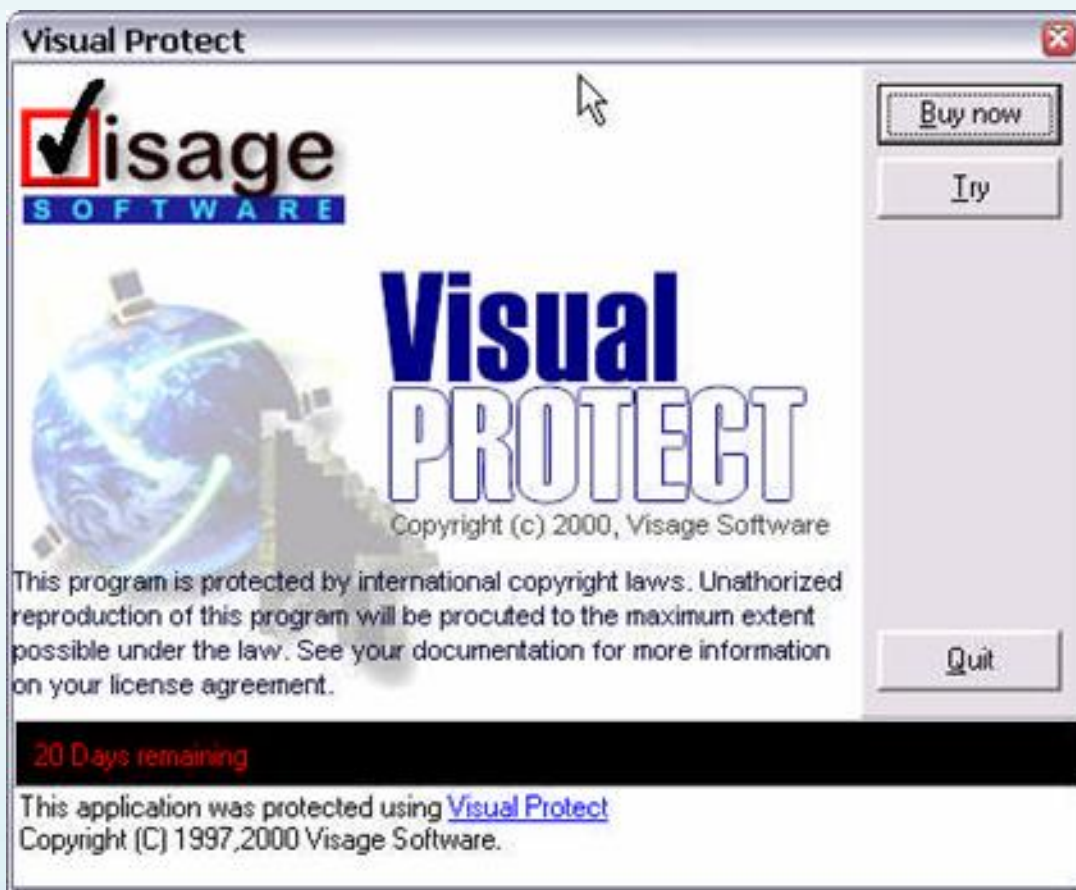 Visual Protect
Visage
SOFTWARE
Buy now
Try
Visual
PROTECT
Copyright (c) 2000, Visage Software
This program is protected by international copyright laws. Unathorized
reproduction of this program will be procuted to the maximum extent
possible under the law. See your documentation for more information
on your license agreement.
Quit
20 Days remaining
This application was protected using Visual Protect
Copyright (C) 1997,2000 Visage Software.